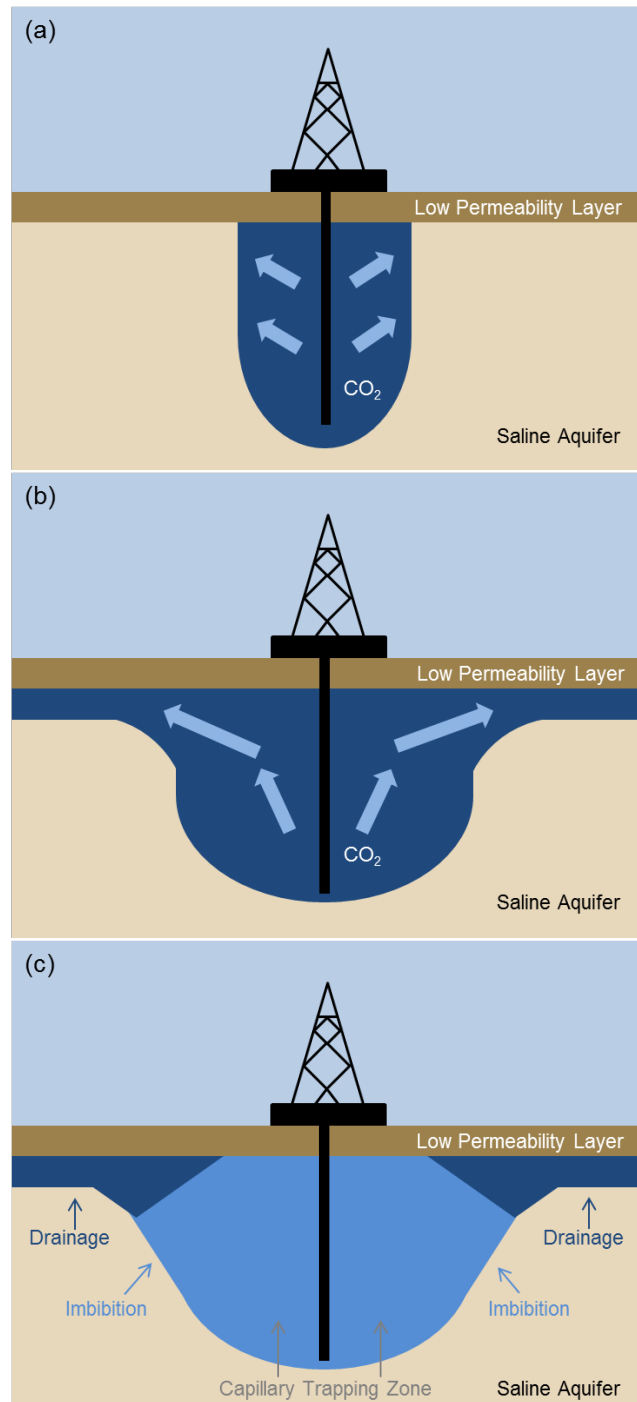 (a)
Low Permeability Layer
CO₂
Saline Aquifer
(b)
Low Permeability Layer
CO₂
Saline Aquifer
(c)
Low Permeability Layer
Drainage
Drainage
Imbibition
Imbibition
Capillary Trapping Zone
Saline Aquifer